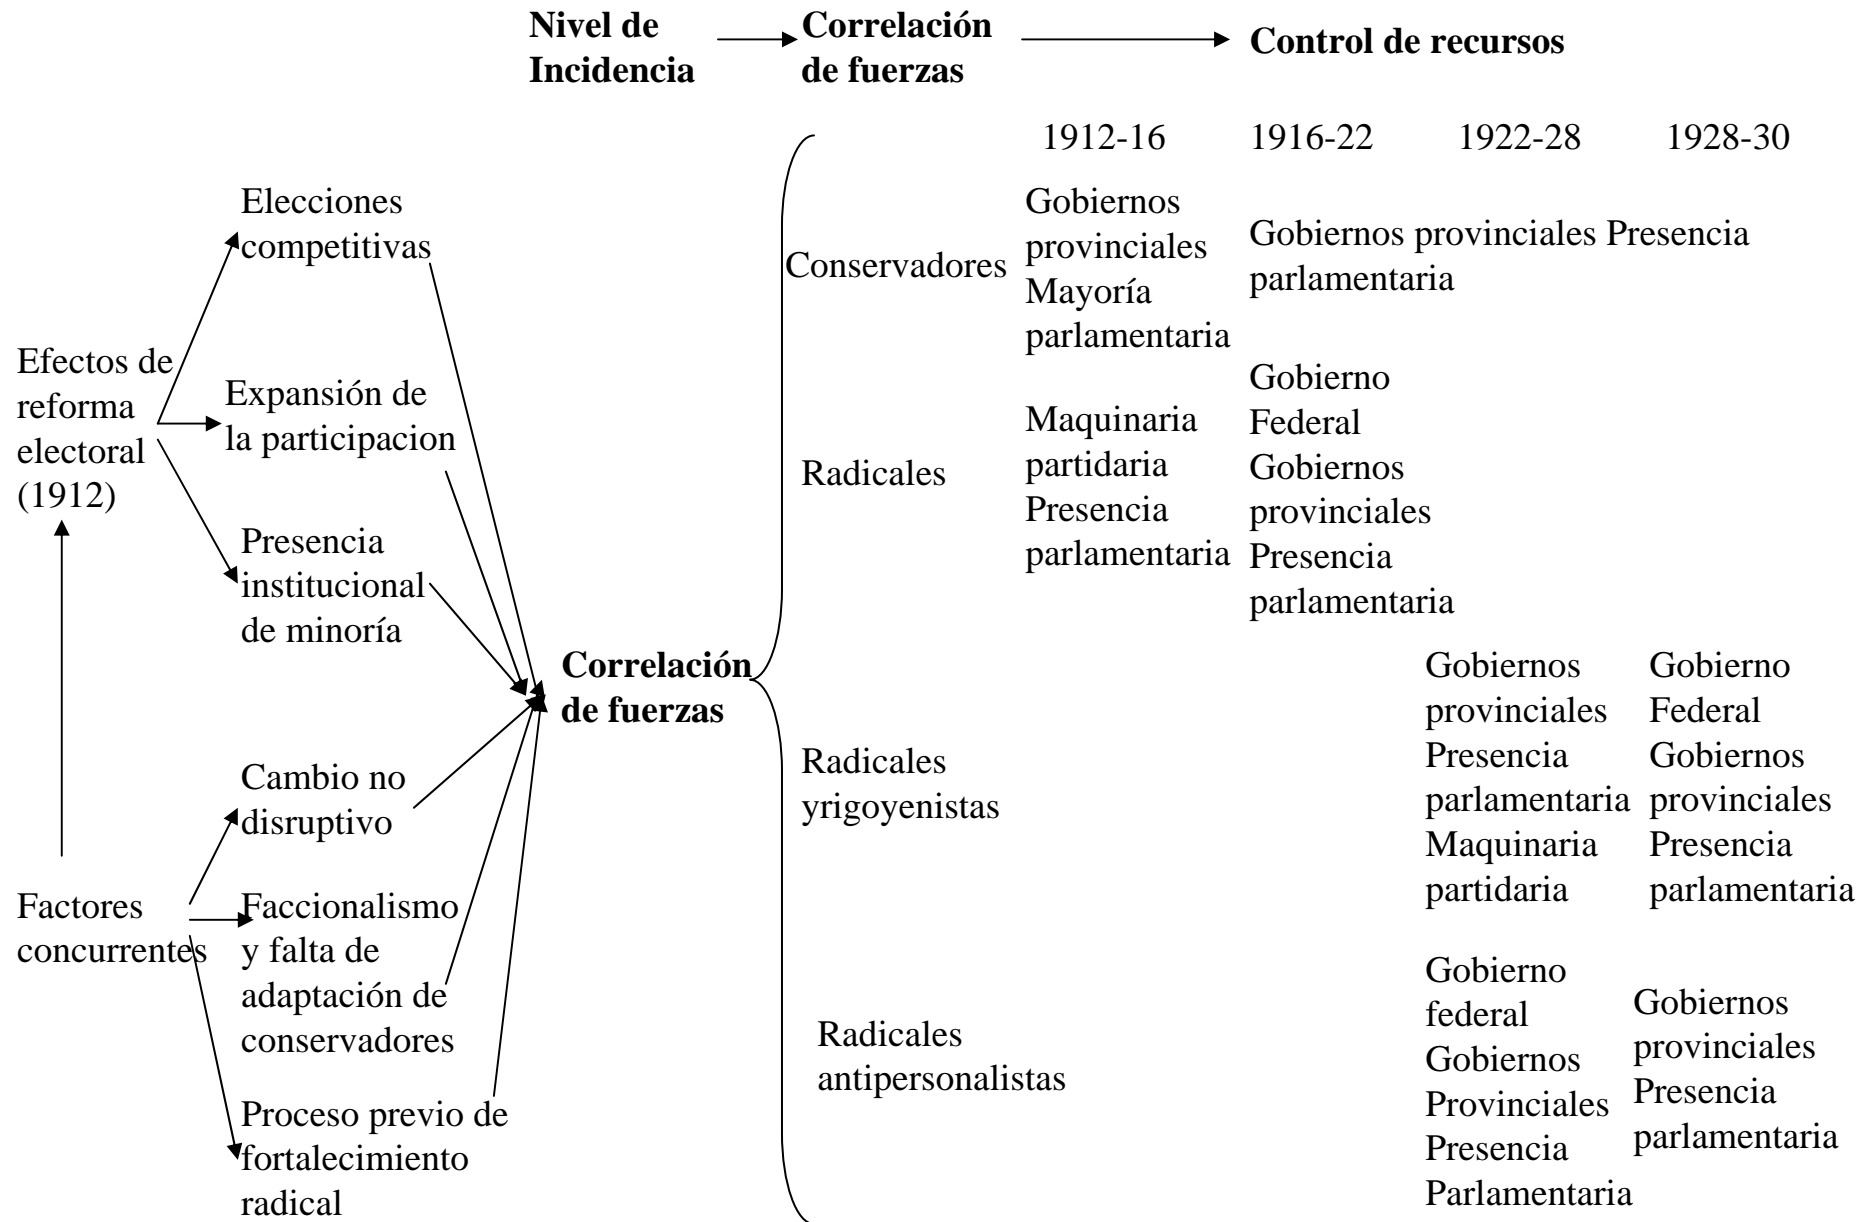 Nivel de
Incidencia
Correlación
de fuerzas
Control de recursos
1912-16
1916-22
1922-28
1928-30
Efectos de
reforma
electoral
(1912)
Factores
concurrentes
Elecciones
competitivas
Expansión de
la participacion
Presencia
institucional
de minoría
Cambio no
disruptivo
Faccionalismo
y falta de
adaptación de
conservadores
Proceso previo de
fortalecimiento
radical
Correlación
de fuerzas
Conservadores
Gobiernos
provinciales
Mayoría
parlamentaria
Gobiernos provinciales Presencia
parlamentaria
Radicales
Maquinaria
partidaria
Presencia
parlamentaria
Gobierno
Federal
Gobiernos
provinciales
Presencia
parlamentaria
Radicales
yrigoyenistas
Gobiernos
provinciales
Presencia
parlamentaria
Maquinaria
partidaria
Gobierno
Federal
Gobiernos
provinciales
Presencia
parlamentaria
Radicales
antipersonalistas
Gobierno
federal
Gobiernos
Provinciales
Presencia
Parlamentaria
Gobiernos
provinciales
Presencia
parlamentaria